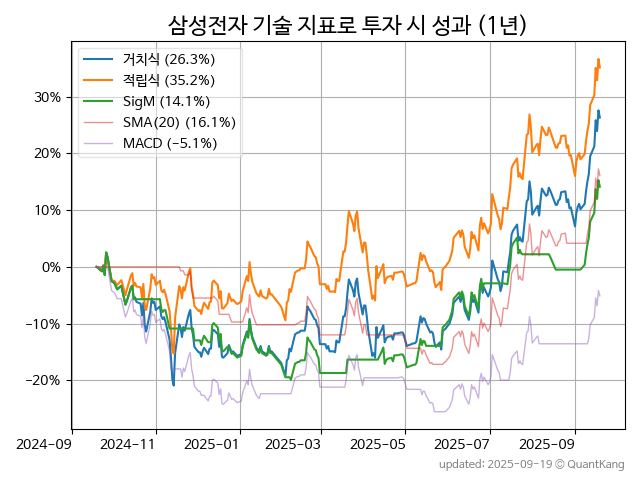 삼성전자 기술 지표로 투자 시 성과 (1년)
거치식 (26.3%)
적립식 (35.2%)
SigM (14.1%)
SMA(20) (16.1%)
MACD (−5.1%)
30%
20%
10%
0%
−10%
−20%
2024-09 2024-11 2025-01 2025-03 2025-05 2025-07 2025-09
updated: 2025-09-19 © QuantKang